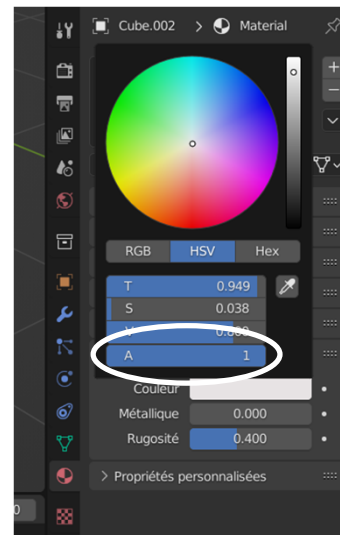 Cube.002 > Material
RGB HSV Hex
T 0.949
S 0.038
A 1
Couleur
Métallique 0.000
Rugosité 0.400
> Propriétés personnalisées
0